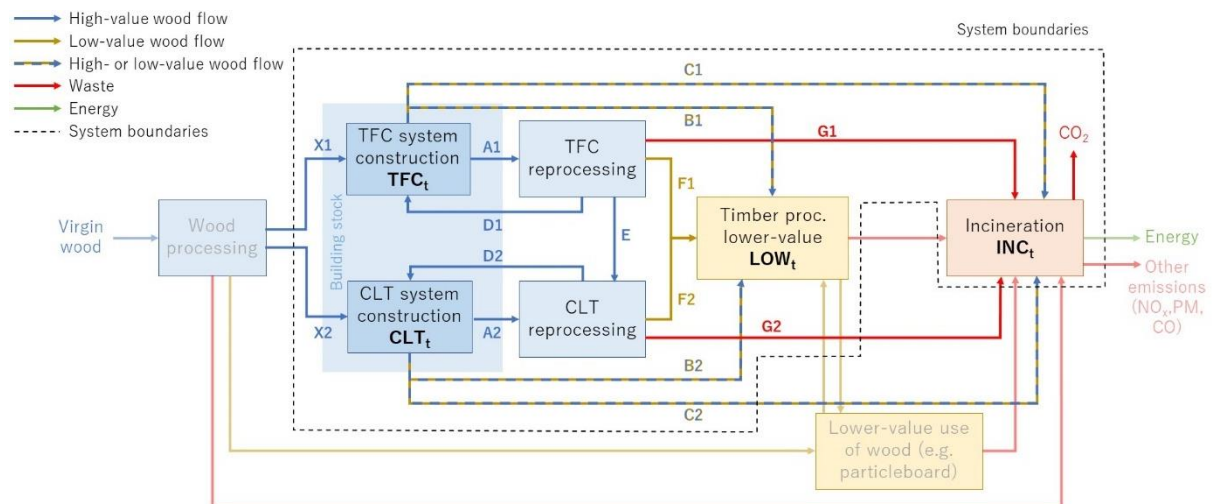 High-value wood flow
Low-value wood flow
High- or low-value wood flow
Waste
Energy
System boundaries
System boundaries
C1
B1
G1
CO₂
X1
TFC system
construction
TFCₜ
A1
TFC
reprocessing
F1
D1
Virgin
wood
Wood
processing
Building stock
E
Timber proc.
lower-value
LOWₜ
Incineration
INCₜ
Energy
Other
emissions
(NOₓ,PM,
CO)
D2
X2
CLT system
construction
CLTₜ
A2
CLT
reprocessing
F2
G2
B2
C2
Lower-value use
of wood (e.g.
particleboard)